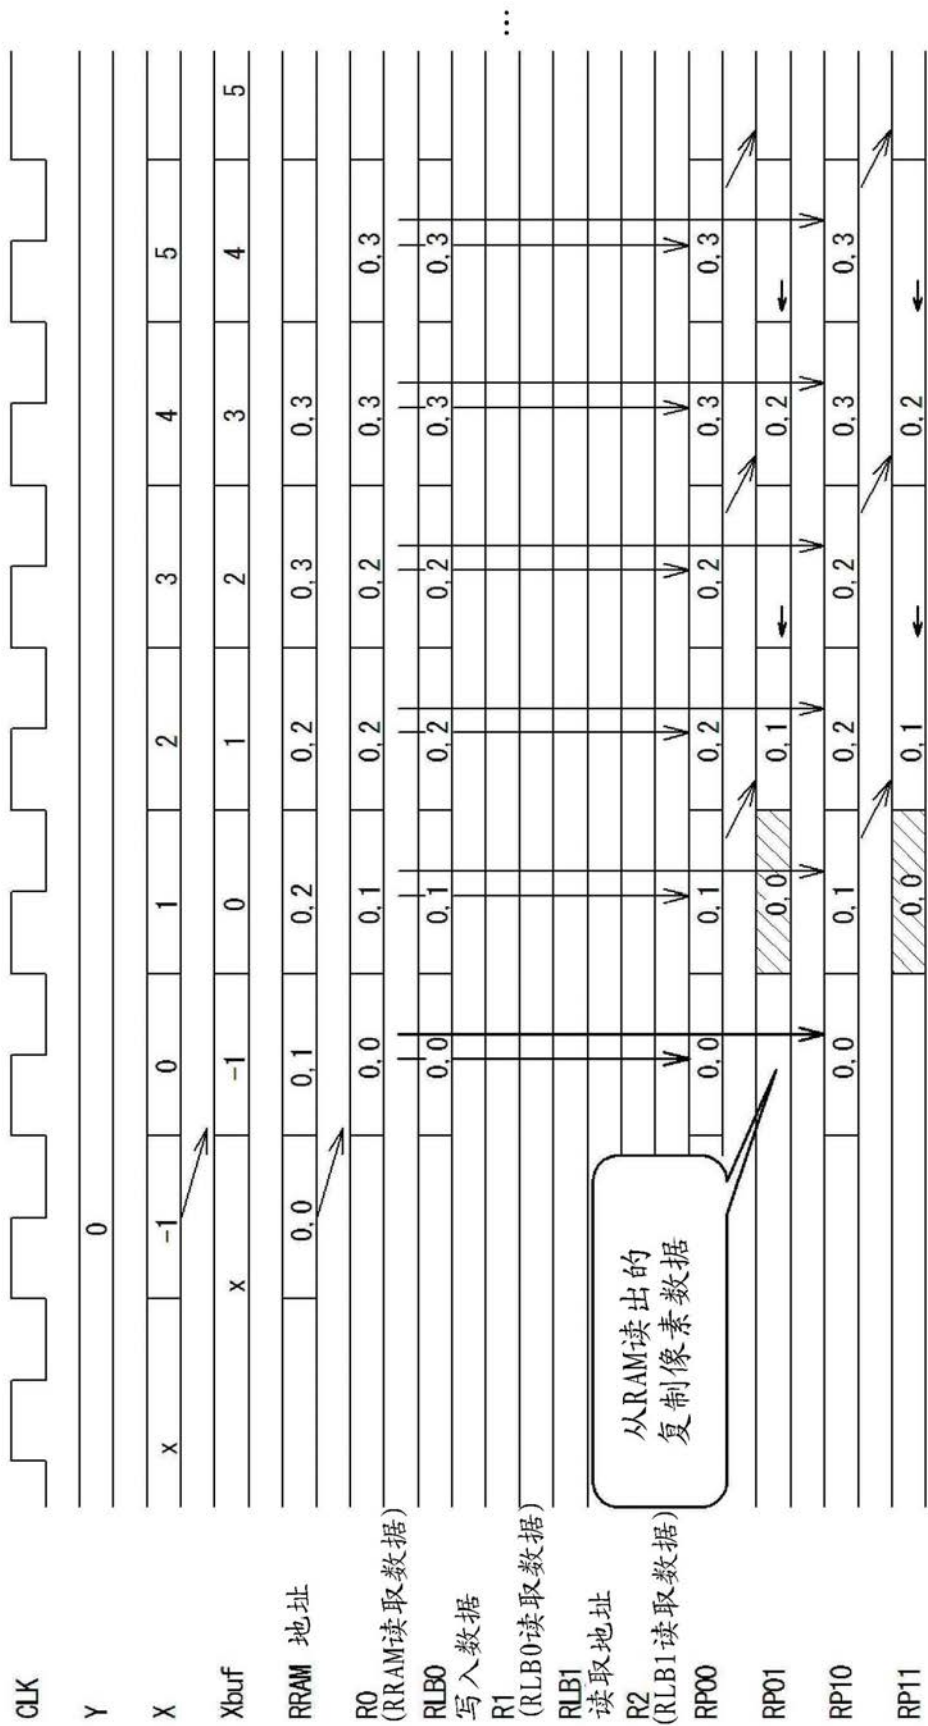 CLK
Y 0
X x -1 0 1 2 3 4 5
Xbuf x -1 0 1 2 3 4 5
RRAM 地址 0,0 0,1 0,2 0,2 0,3 0,3
R0 0,0 0,1 0,2 0,2 0,3 0,3
(RRAM读取数据)
RLB0 0,0 0,1 0,2 0,2 0,3 0,3
写入数据
R1
(RLB0读取数据)
...
RLB1
读取地址
R2
(RLB1读取数据)
从RAM读出的
复制像素数据
RP00 0,0 0,1 0,2 0,2 0,3 0,3
RP01 0,0 0,1 0,2
RP10 0,0 0,1 0,2 0,2 0,3 0,3
RP11 0,0 0,1 0,2